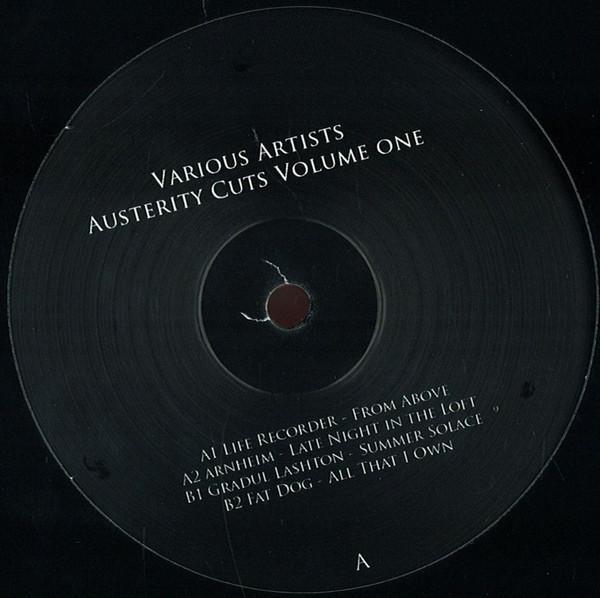 Various Artists
Austerity Cuts Volume one
A1 Life Recorder - From Above
A2 Arnheim - Late Night in the Loft
B1 Gradul Lashton - Summer Solace
B2 Fat Dog - All That I Own
A